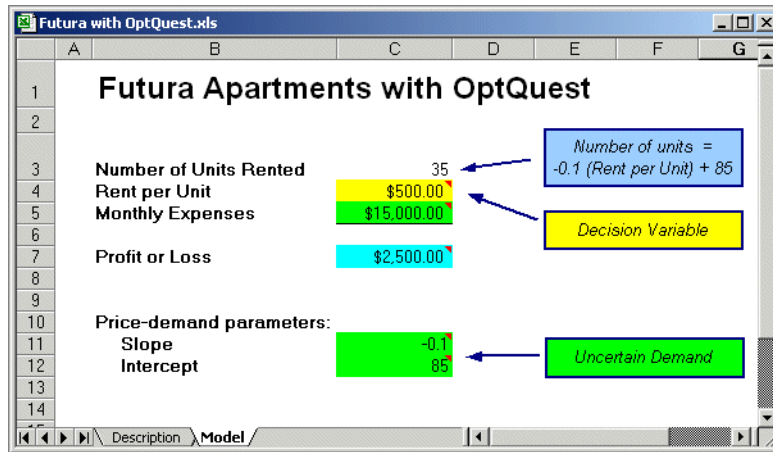 Futura with OptQuest.xls
A B C D E F G
1 Futura Apartments with OptQuest
2
Number of units =
-0.1 (Rent per Unit) + 85
3 Number of Units Rented 35
4 Rent per Unit $500.00
5 Monthly Expenses $15,000.00
Decision Variable
6
7 Profit or Loss $2,500.00
8
9
10 Price-demand parameters:
11 Slope -0.1
Uncertain Demand
12 Intercept 85
13
14
Description Model